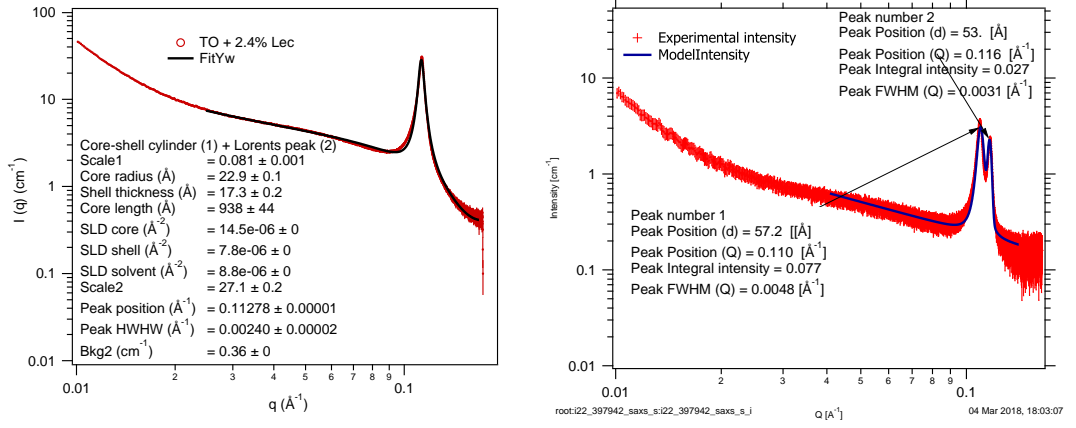 100
10
1
0.1
0.01
I (q) (cm-1)
TO + 2.4% Lec
FitYw
Core-shell cylinder (1) + Lorents peak (2)
Scale1 = 0.081 ± 0.001
Core radius (Å) = 22.9 ± 0.1
Shell thickness (Å) = 17.3 ± 0.2
Core length (Å) = 938 ± 44
SLD core (Å-2) = 14.5e-06 ± 0
SLD shell (Å-2) = 7.8e-06 ± 0
SLD solvent (Å-2) = 8.8e-06 ± 0
Scale2 = 27.1 ± 0.2
Peak position (Å-1) = 0.11278 ± 0.00001
Peak HWHW (Å-1) = 0.00240 ± 0.00002
Bkg2 (cm-1) = 0.36 ± 0
0.01 2 3 4 5 6 7 8 9 0.1
q (Å-1)
10
1
0.1
0.01
Intensity [cm-1]
Experimental intensity
ModelIntensity
Peak number 2
Peak Position (d) = 53. [Å]
Peak Position (Q) = 0.116 [Å-1]
Peak Integral intensity = 0.027
Peak FWHM (Q) = 0.0031 [Å-1]
Peak number 1
Peak Position (d) = 57.2 [[Å]
Peak Position (Q) = 0.110 [Å-1]
Peak Integral intensity = 0.077
Peak FWHM (Q) = 0.0048 [Å-1]
0.01 2 3 4 5 6 7 8 9 0.1
root:i22_397942_saxs_s:i22_397942_saxs_s_i Q [A-1] 04 Mar 2018, 18:03:07